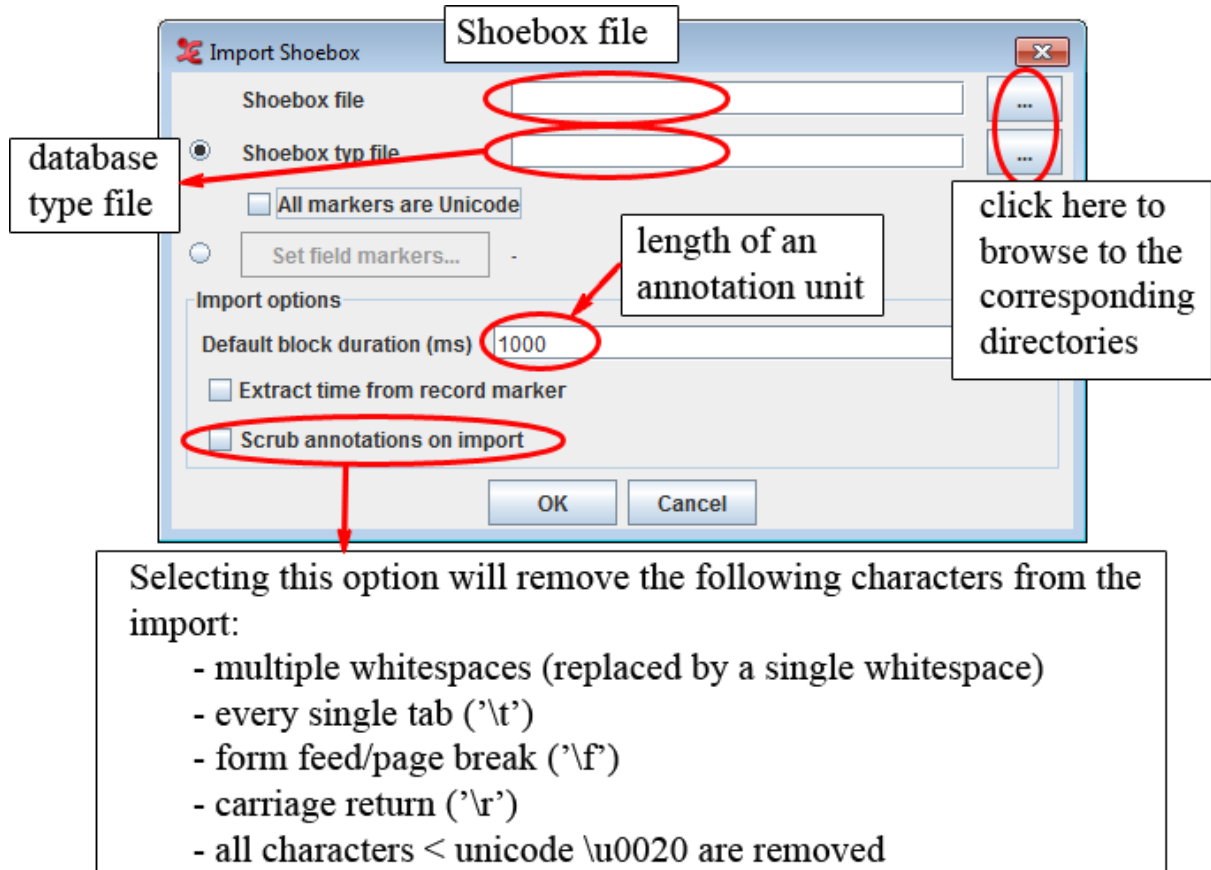 Shoebox file
Import Shoebox
Shoebox file
...
database
type file
Shoebox typ file
...
All markers are Unicode
click here to
browse to the
corresponding
directories
Set field markers...
-
length of an
annotation unit
Import options
Default block duration (ms)
1000
Extract time from record marker
Scrub annotations on import
OK
Cancel
Selecting this option will remove the following characters from the
import:
- multiple whitespaces (replaced by a single whitespace)
- every single tab (’\t’)
- form feed/page break (’\f’)
- carriage return (’\r’)
- all characters < unicode \u0020 are removed